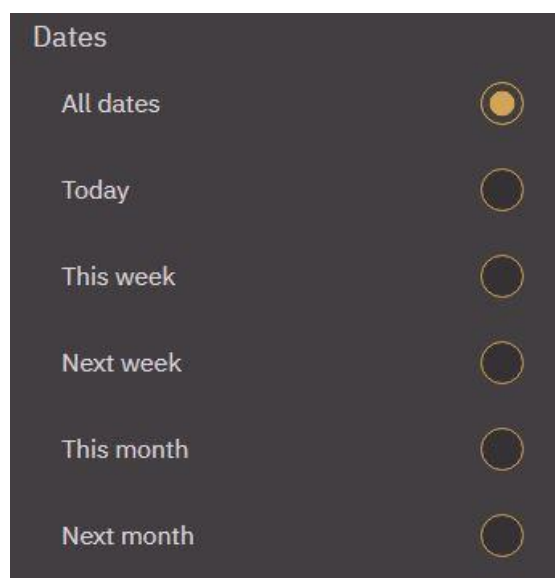 Dates
All dates
Today
This week
Next week
This month
Next month